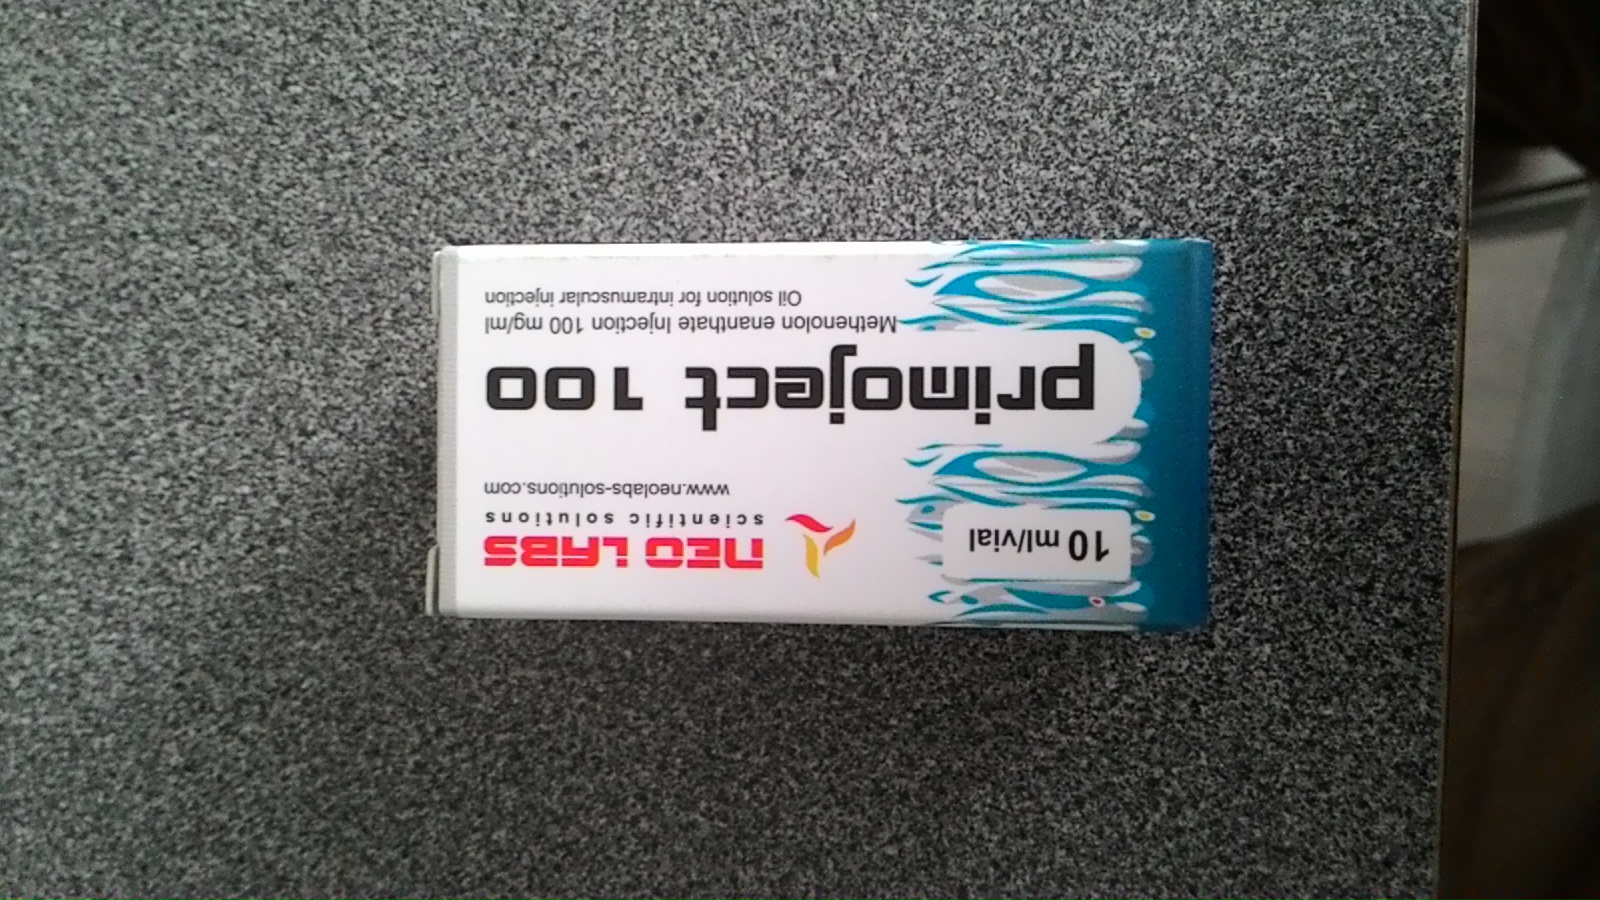 10 ml/vial
NEO LABS
scientific solutions
www.neolabs-solutions.com
primoject 100
Methenolon enanthate Injection 100 mg/ml
Oil solution for intramuscular injection